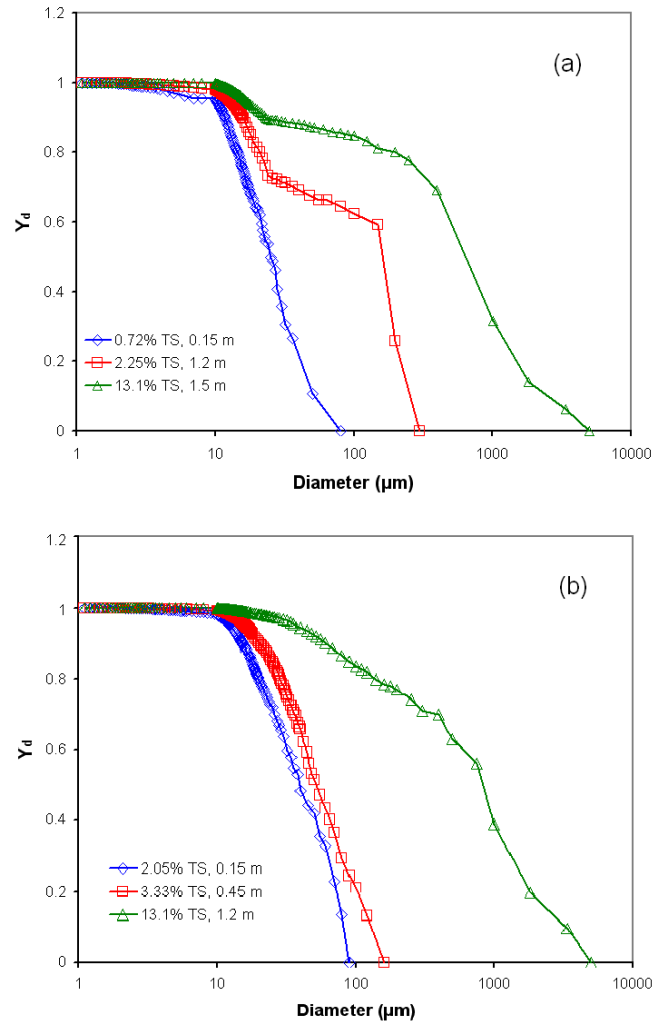 1.2
(a)
1
0.8
0.6
Y_d
0.4
0.72% TS, 0.15 m
2.25% TS, 1.2 m
13.1% TS, 1.5 m
0.2
0
1 10 100 1000 10000
Diameter (µm)
1.2
(b)
1
0.8
0.6
Y_d
0.4
2.05% TS, 0.15 m
3.33% TS, 0.45 m
13.1% TS, 1.2 m
0.2
0
1 10 100 1000 10000
Diameter (µm)